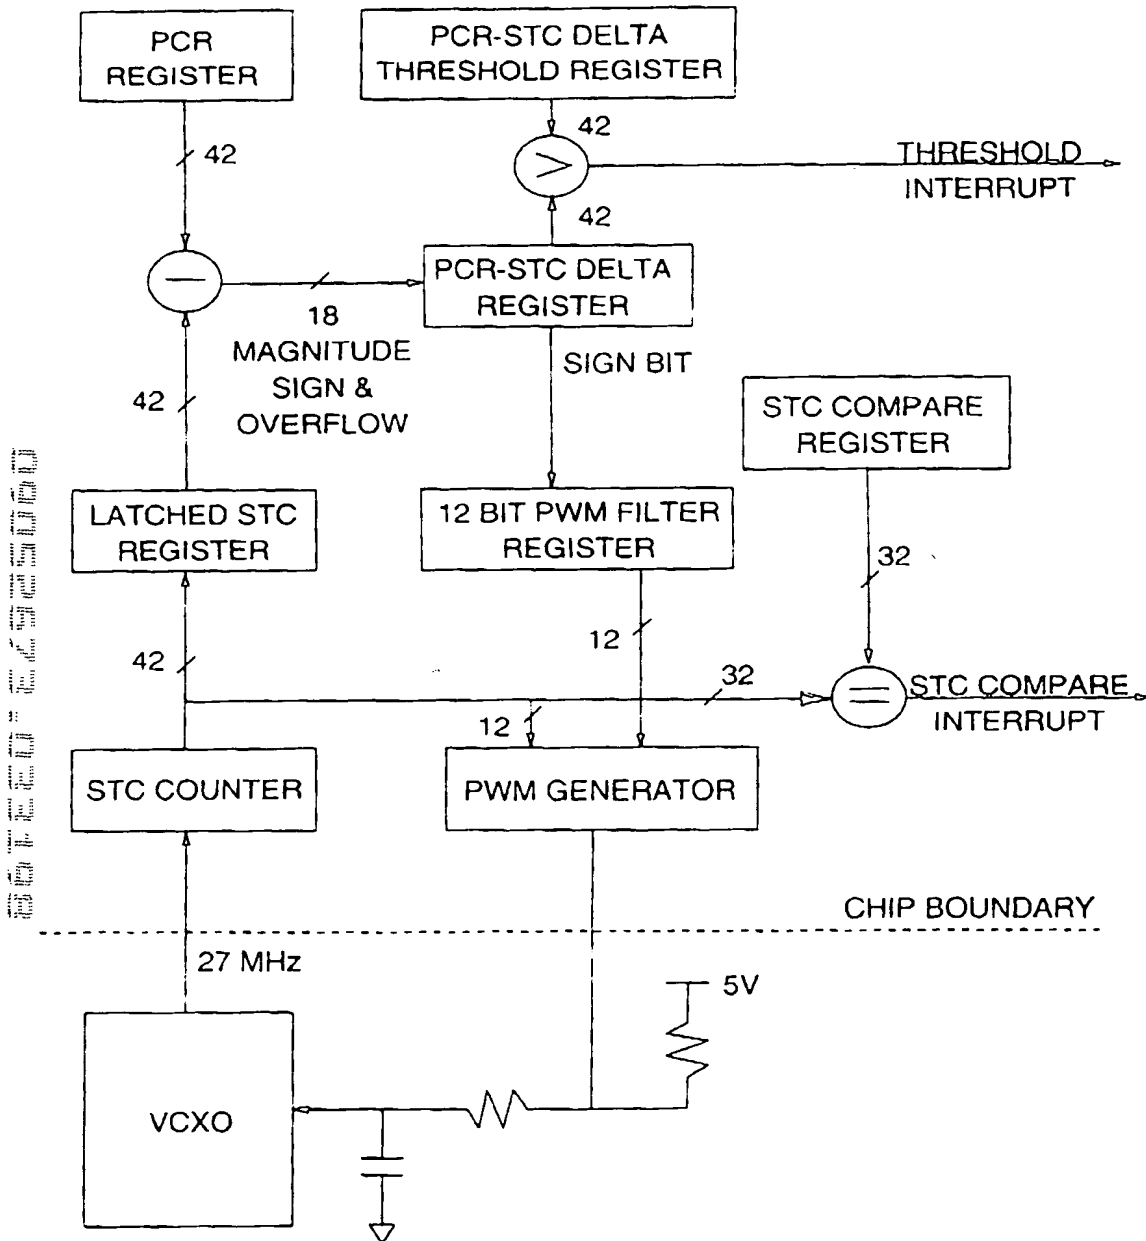 PCR
REGISTER
PCR-STC DELTA
THRESHOLD REGISTER
42
42
>
THRESHOLD
INTERRUPT
42
—
18
MAGNITUDE
SIGN &
OVERFLOW
PCR-STC DELTA
REGISTER
SIGN BIT
42
STC COMPARE
REGISTER
LATCHED STC
REGISTER
12 BIT PWM FILTER
REGISTER
32
42
12
32
=
STC COMPARE
INTERRUPT
12
STC COUNTER
PWM GENERATOR
CHIP BOUNDARY
27 MHz
5V
VCXO